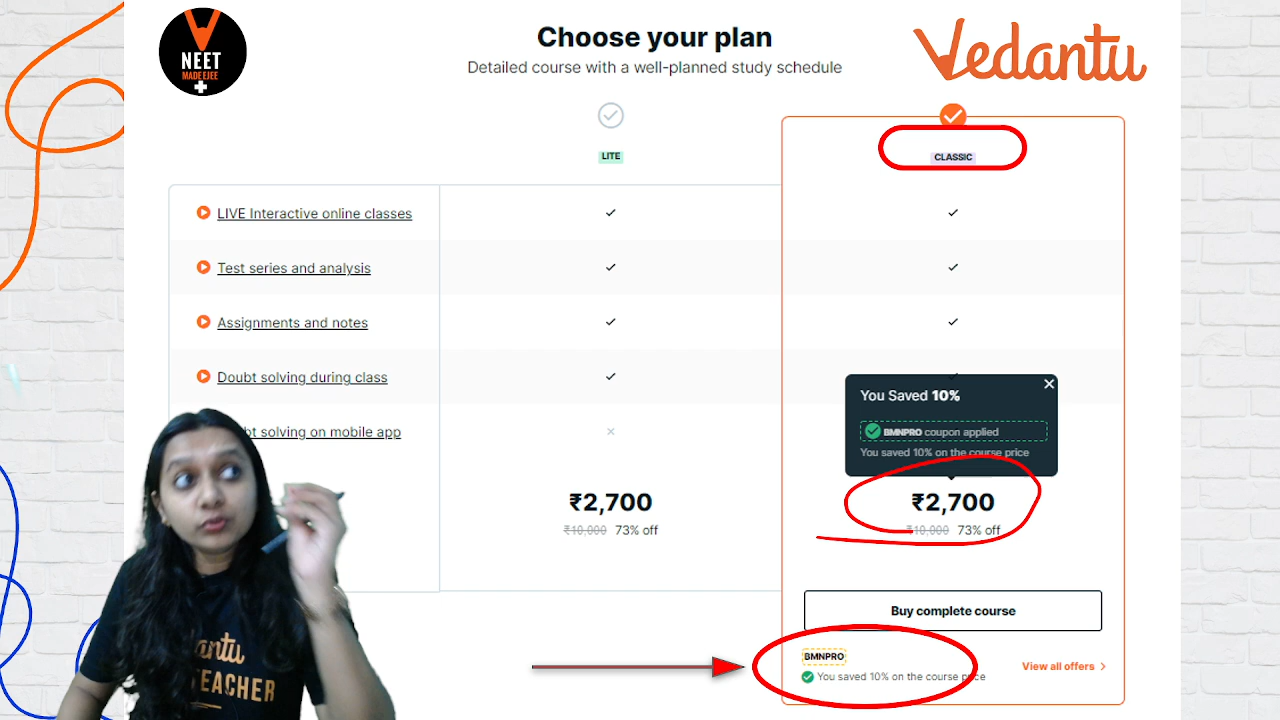 NEET
MADE EJEE
Choose your plan
Detailed course with a well-planned study schedule
Vedantu
LITE
CLASSIC
LIVE Interactive online classes
Test series and analysis
Assignments and notes
Doubt solving during class
You Saved 10%
BMNPRO coupon applied
You saved 10% on the course price
bt solving on mobile app
₹2,700
₹10,000 73% off
₹2,700
₹10,000 73% off
Buy complete course
BMNPRO
You saved 10% on the course price
View all offers
antu
TEACHER